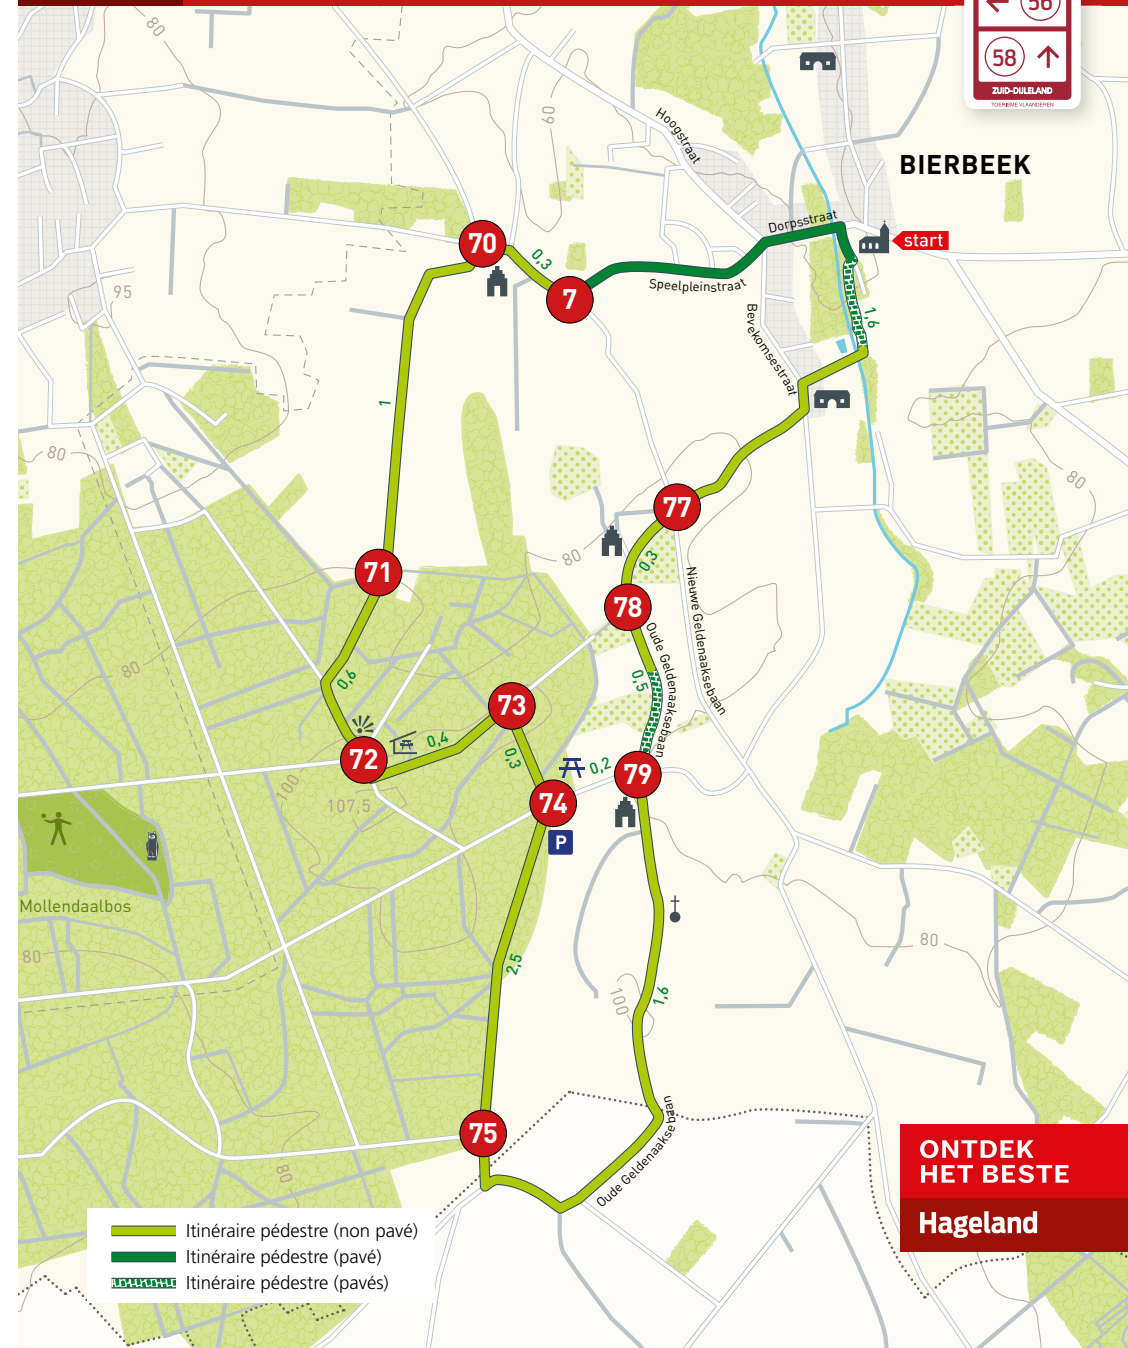 56
58
ZUID-DIJLELAND
TOERISME VLAANDEREN
80
60
Hoogstraat
BIERBEEK
Dorpsstraat
start
70
0,3
7
Speelpleinstraat
95
1,6
Bevekomsestraat
1
80
80
77
80
0,3
71
78
Nieuwe Geldenaaksebaan
Oude Geldenaaksebaan
80
0,6
0,5
73
0,4
0,3
72
0,2
79
100
107,5
74
P
Mollendaalbos
80
80
2,5
100
1,6
75
Oude Geldenaaksebaan
80
ONTDEK
HET BESTE
Hageland
Itinéraire pédestre (non pavé)
Itinéraire pédestre (pavé)
Itinéraire pédestre (pavés)